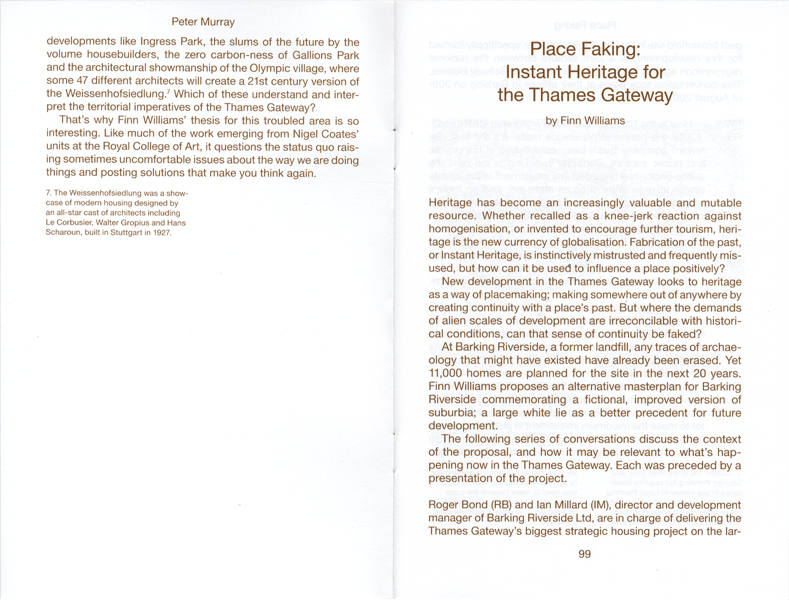 Peter Murray
developments like Ingress Park, the slums of the future by the
volume housebuilders, the zero carbon-ness of Gallions Park
and the architectural showmanship of the Olympic village, where
some 47 different architects will create a 21st century version of
the Weissenhofsiedlung.7 Which of these understand and inter-
pret the territorial imperatives of the Thames Gateway?
That's why Finn Williams' thesis for this troubled area is so
interesting. Like much of the work emerging from Nigel Coates'
units at the Royal College of Art, it questions the status quo rais-
ing sometimes uncomfortable issues about the way we are doing
things and posting solutions that make you think again.
7. The Weissenhofsiedlung was a show-
case of modern housing designed by
an all-star cast of architects including
Le Corbusier, Walter Gropius and Hans
Scharoun, built in Stuttgart in 1927.
Place Faking:
Instant Heritage for
the Thames Gateway
by Finn Williams
Heritage has become an increasingly valuable and mutable
resource. Whether recalled as a knee-jerk reaction against
homogenisation, or invented to encourage further tourism, heri-
tage is the new currency of globalisation. Fabrication of the past,
or Instant Heritage, is instinctively mistrusted and frequently mis-
used, but how can it be used to influence a place positively?
New development in the Thames Gateway looks to heritage
as a way of placemaking; making somewhere out of anywhere by
creating continuity with a place's past. But where the demands
of alien scales of development are irreconcilable with histori-
cal conditions, can that sense of continuity be faked?
At Barking Riverside, a former landfill, any traces of archae-
ology that might have existed have already been erased. Yet
11,000 homes are planned for the site in the next 20 years.
Finn Williams proposes an alternative masterplan for Barking
Riverside commemorating a fictional, improved version of
suburbia; a large white lie as a better precedent for future
development.
The following series of conversations discuss the context
of the proposal, and how it may be relevant to what's hap-
pening now in the Thames Gateway. Each was preceded by a
presentation of the project.
Roger Bond (RB) and Ian Millard (IM), director and development
manager of Barking Riverside Ltd, are in charge of delivering the
Thames Gateway's biggest strategic housing project on the lar-
99